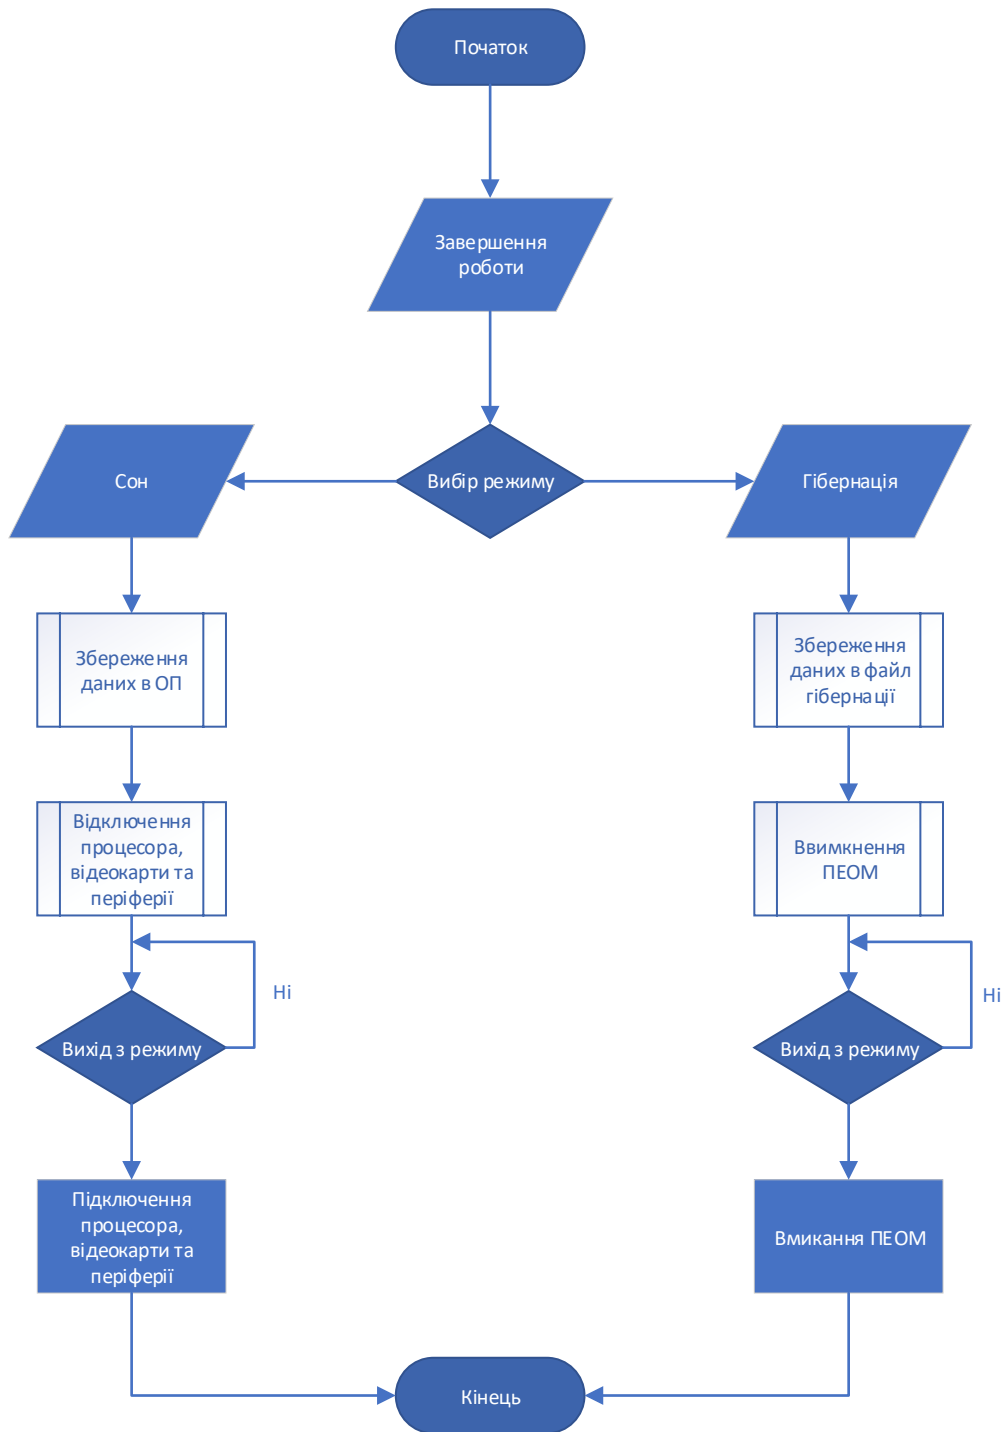 Початок
Завершення
роботи
Сон
Вибір режиму
Гібернація
Збереження
даних в ОП
Збереження
даних в файл
гібернації
Відключення
процесора,
відеокарти та
періферії
Ввимкнення
ПЕОМ
Ні
Ні
Вихід з режиму
Вихід з режиму
Підключення
процесора,
відеокарти та
періферії
Вмикання ПЕОМ
Кінець